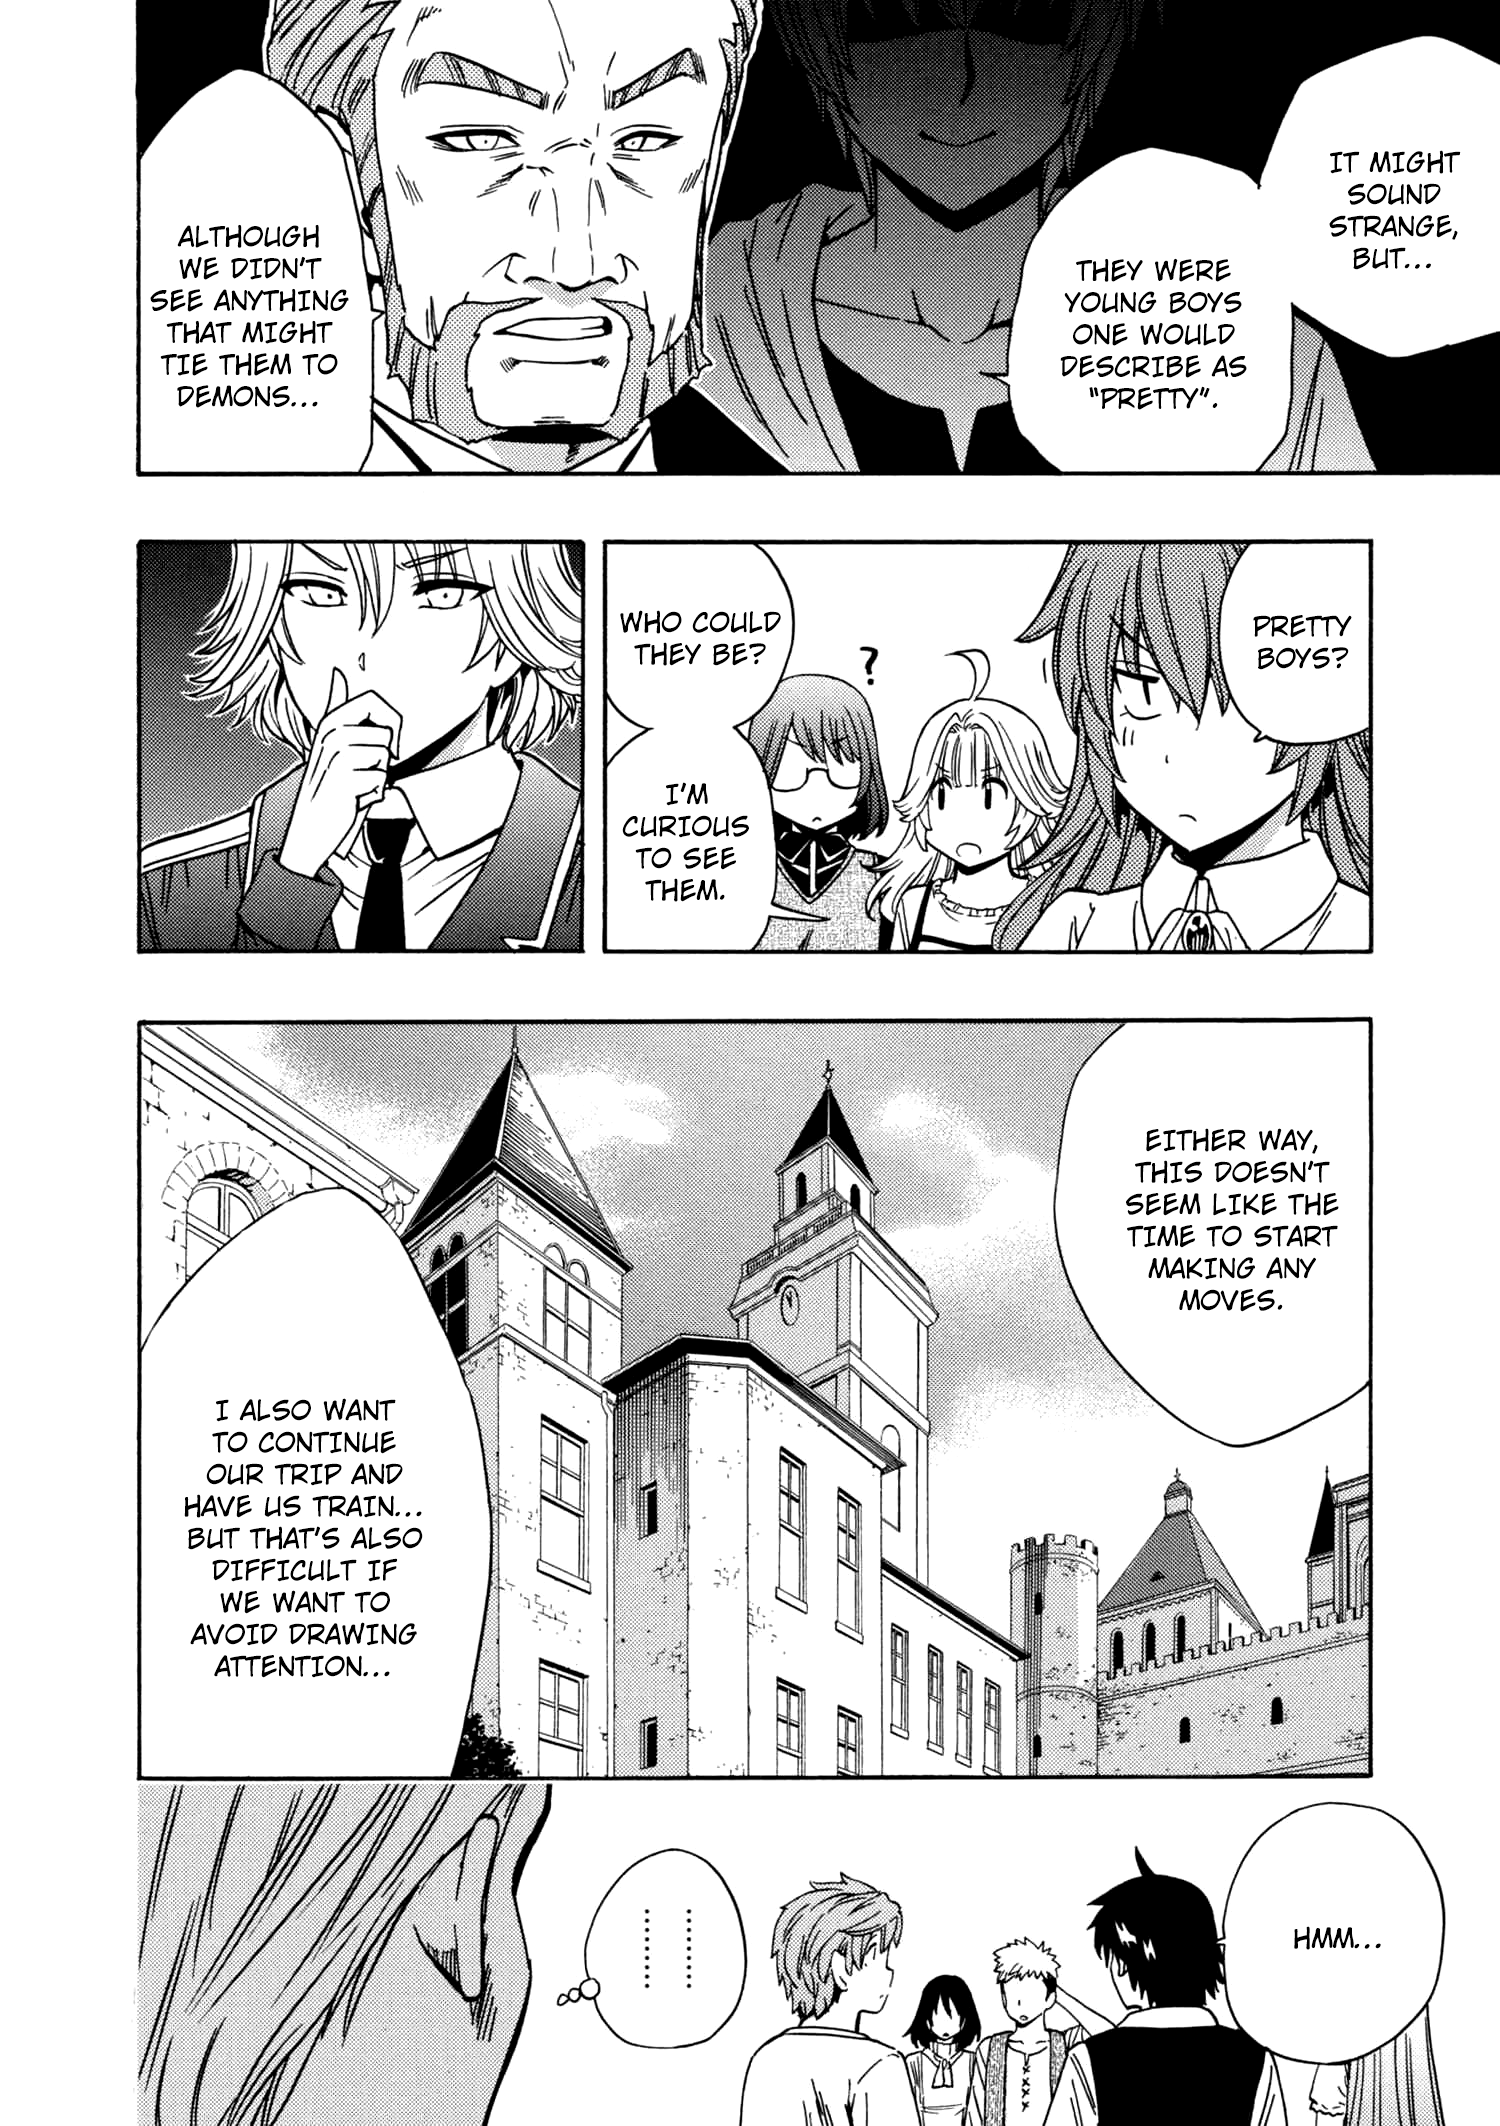 IT MIGHT
SOUND
STRANGE,
BUT...
THEY WERE
YOUNG BOYS
ONE WOULD
DESCRIBE AS
"PRETTY".
ALTHOUGH
WE DIDN'T
SEE ANYTHING
THAT MIGHT
TIE THEM TO
DEMONS...
PRETTY
BOYS?
?
WHO COULD
THEY BE?
I'M
CURIOUS
TO SEE
THEM.
EITHER WAY,
THIS DOESN'T
SEEM LIKE THE
TIME TO START
MAKING ANY
MOVES.
I ALSO WANT
TO CONTINUE
OUR TRIP AND
HAVE US TRAIN...
BUT THAT'S ALSO
DIFFICULT IF
WE WANT TO
AVOID DRAWING
ATTENTION...
HMM...